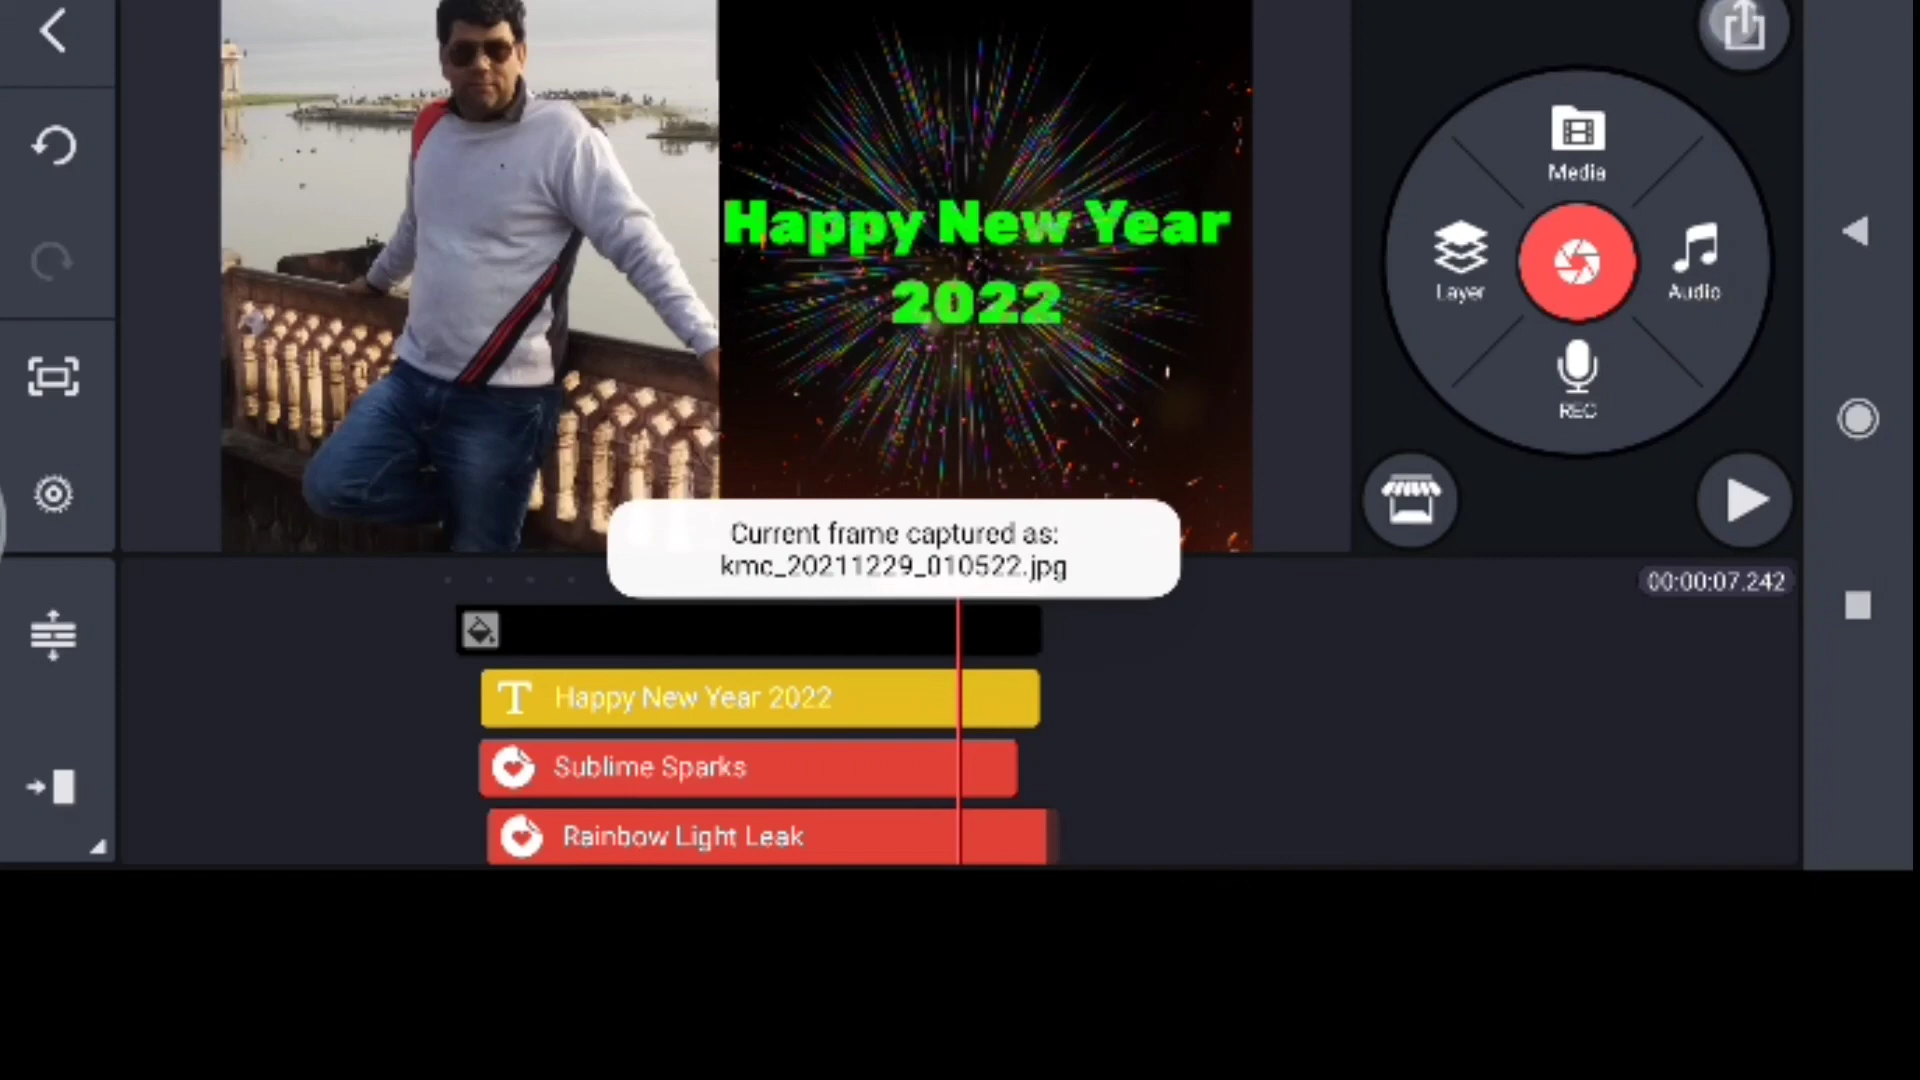 Media
Happy New Year
2022
Layer
Audio
REC
Current frame captured as:
kmc_20211229_010522.jpg
00:00:07.242
T Happy New Year 2022
Sublime Sparks
Rainbow Light Leak